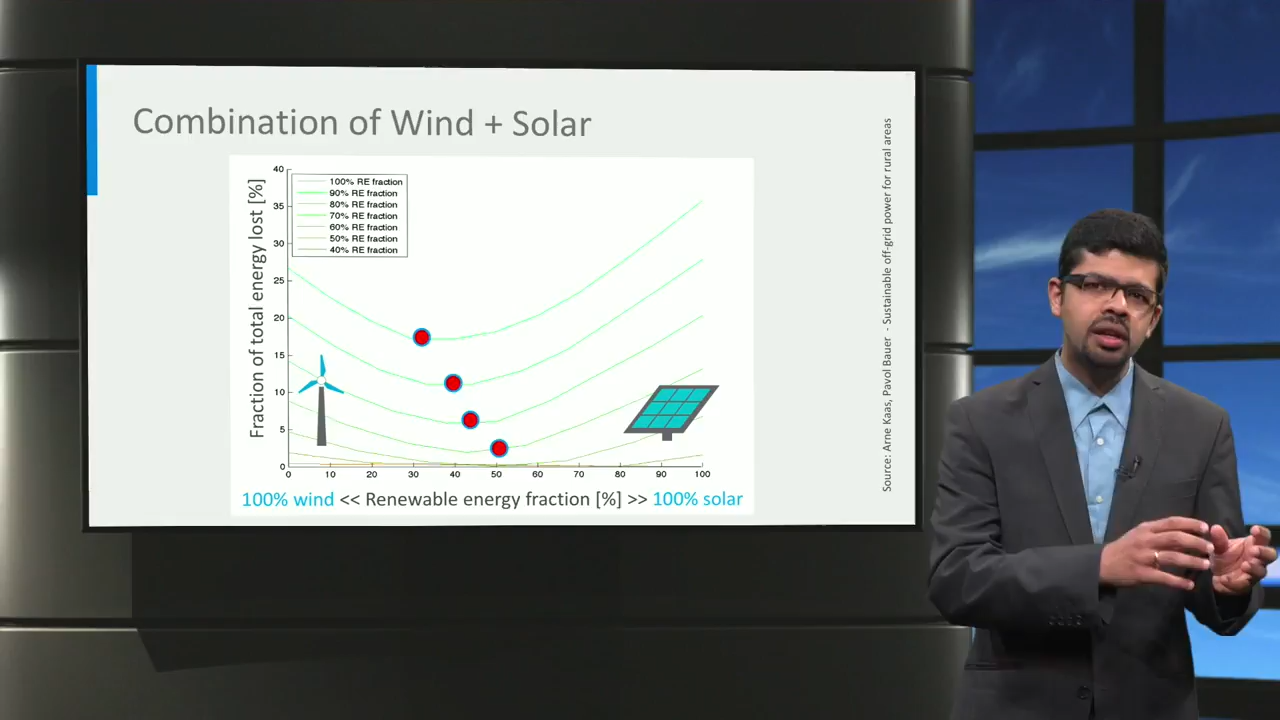 Combination of Wind + Solar
Fraction of total energy lost [%]
40
35
30
25
20
15
10
5
0
100% RE fraction
90% RE fraction
80% RE fraction
70% RE fraction
60% RE fraction
50% RE fraction
40% RE fraction
0 10 20 30 40 50 60 70 80 90 100
100% wind << Renewable energy fraction [%] >> 100% solar
Source: Arne Kaas, Pavol Bauer - Sustainable off-grid power for rural areas